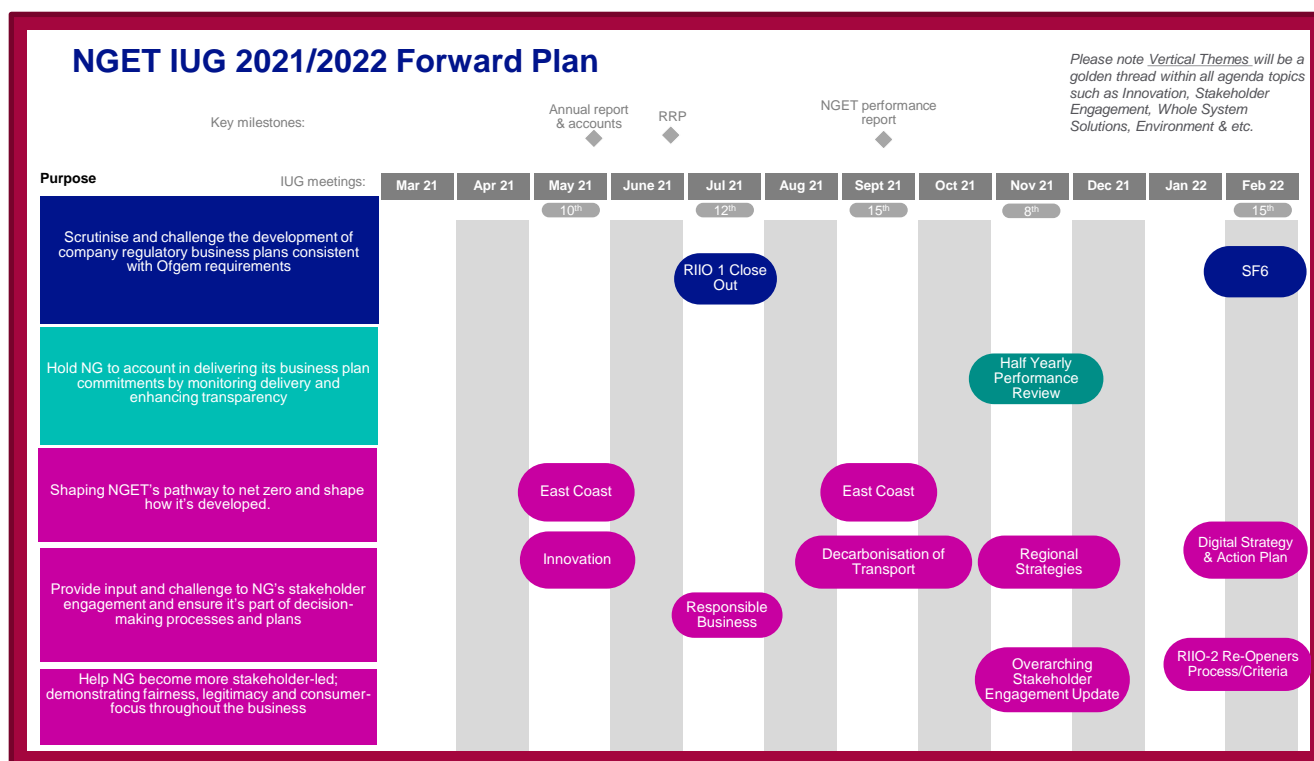 NGET IUG 2021/2022 Forward Plan
Please note Vertical Themes will be a
golden thread within all agenda topics
such as Innovation, Stakeholder
Engagement, Whole System
Solutions, Environment & etc.
Key milestones:
Annual report
& accounts
RRP
NGET performance
report
Purpose
IUG meetings:
Mar 21
Apr 21
May 21
June 21
Jul 21
Aug 21
Sept 21
Oct 21
Nov 21
Dec 21
Jan 22
Feb 22
10th
12th
15th
8th
15th
Scrutinise and challenge the development of
company regulatory business plans consistent
with Ofgem requirements
RIIO 1 Close
Out
SF6
Hold NG to account in delivering its business plan
commitments by monitoring delivery and
enhancing transparency
Half Yearly
Performance
Review
Shaping NGET's pathway to net zero and shape
how it's developed.
East Coast
East Coast
Innovation
Decarbonisation of
Transport
Regional
Strategies
Digital Strategy
& Action Plan
Provide input and challenge to NG's stakeholder
engagement and ensure it's part of decision-
making processes and plans
Responsible
Business
Help NG become more stakeholder-led;
demonstrating fairness, legitimacy and consumer-
focus throughout the business
Overarching
Stakeholder
Engagement Update
RIIO-2 Re-Openers
Process/Criteria